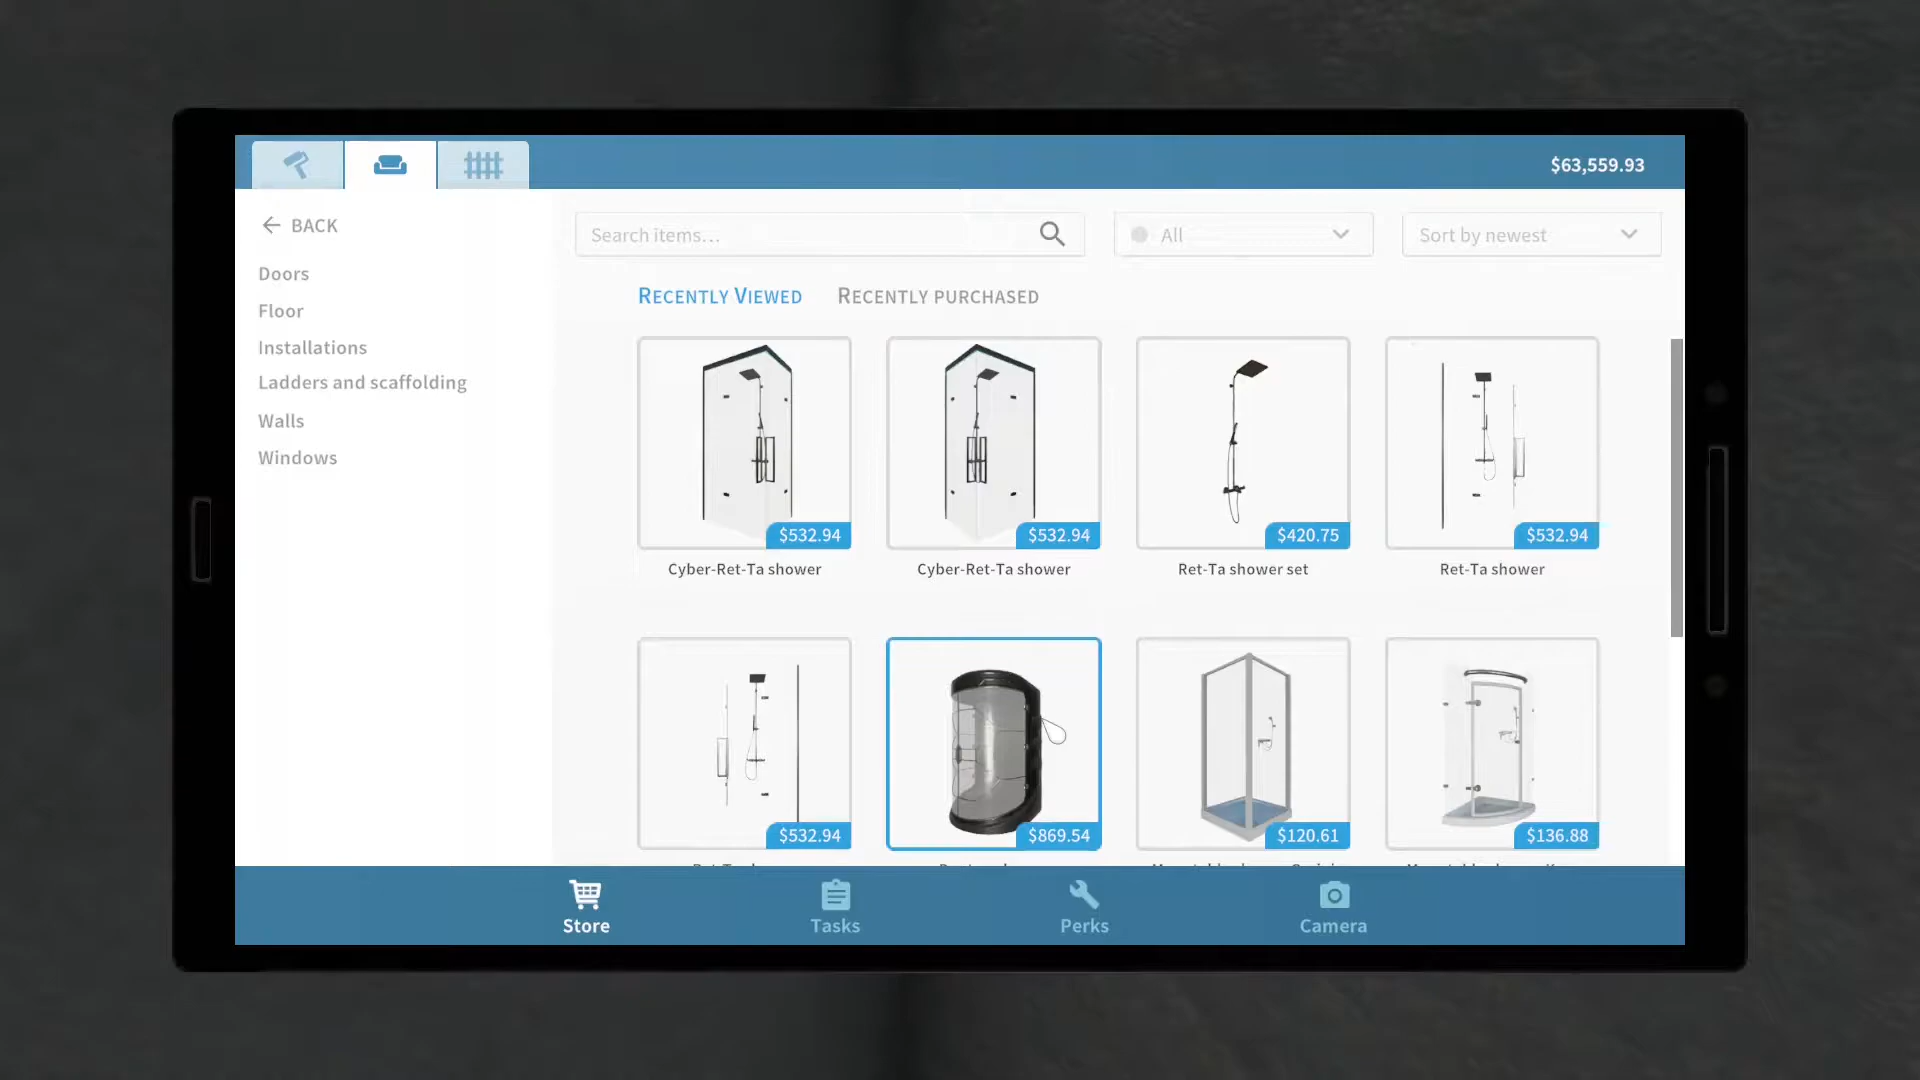 $63,559.93
BACK
Search items...
All
Sort by newest
Doors
Floor
Installations
Ladders and scaffolding
Walls
Windows
RECENTLY VIEWED
RECENTLY PURCHASED
$532.94
$532.94
$420.75
$532.94
Cyber-Ret-Ta shower
Cyber-Ret-Ta shower
Ret-Ta shower set
Ret-Ta shower
$532.94
$869.54
$120.61
$136.88
Store
Tasks
Perks
Camera